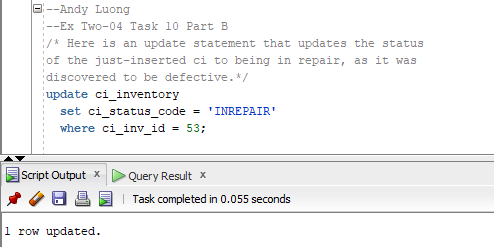 --Andy Luong
--Ex Two-04 Task 10 Part B
/* Here is an update statement that updates the status
of the just-inserted ci to being in repair, as it was
discovered to be defective.*/
update ci_inventory
  set ci_status_code = 'INREPAIR'
  where ci_inv_id = 53;
Script Output x Query Result x
Task completed in 0.055 seconds
1 row updated.